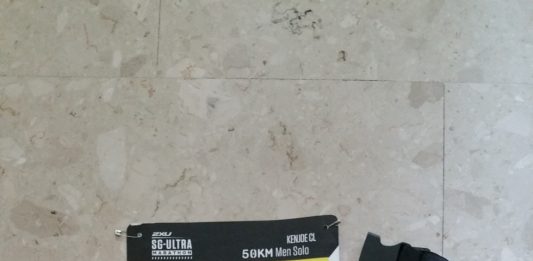 2XU
SG-ULTRA
MARATHON
KENJOE CL
50KM Men Solo